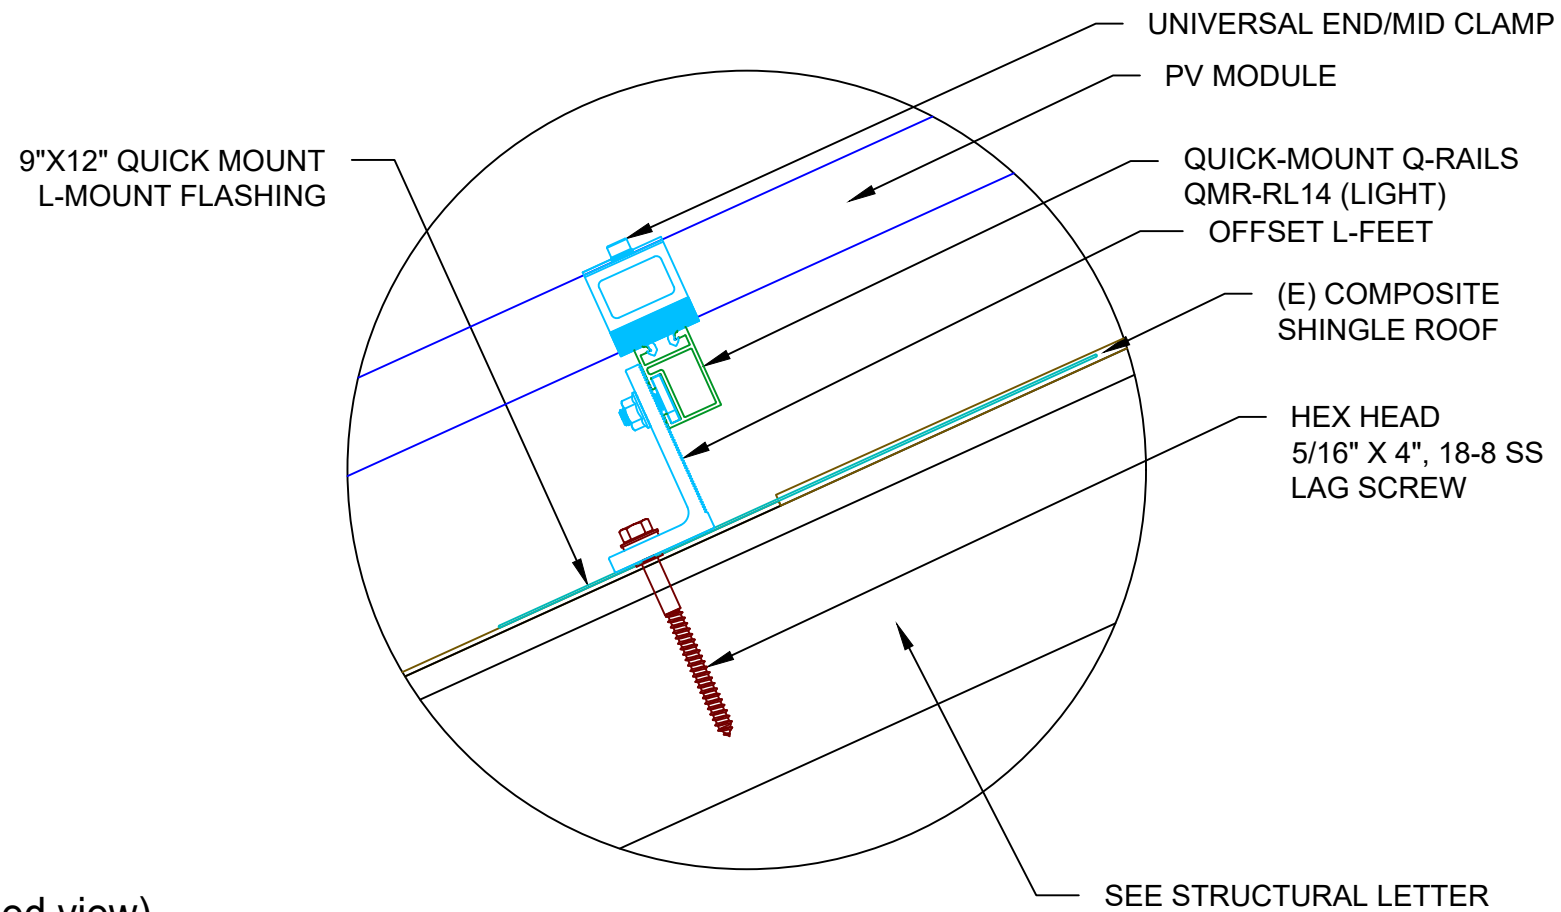 UNIVERSAL END/MID CLAMP
PV MODULE
9"X12" QUICK MOUNT
L-MOUNT FLASHING
QUICK-MOUNT Q-RAILS
QMR-RL14 (LIGHT)
OFFSET L-FEET
(E) COMPOSITE
SHINGLE ROOF
HEX HEAD
5/16" X 4", 18-8 SS
LAG SCREW
SEE STRUCTURAL LETTER
view)